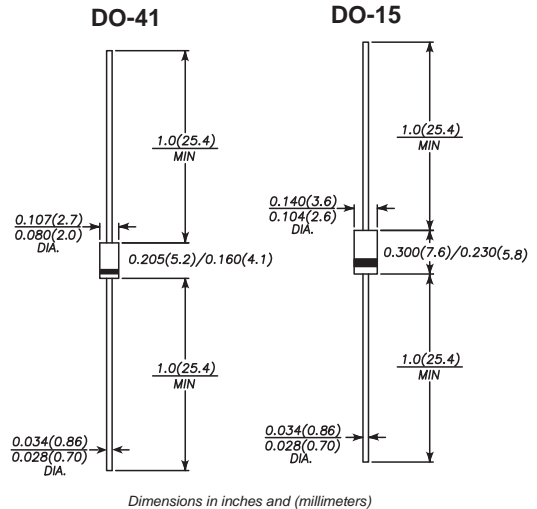 DO-41
DO-15
1.0(25.4)
MIN
0.107(2.7)
0.080(2.0)
DIA.
0.205(5.2)/0.160(4.1)
1.0(25.4)
MIN
0.034(0.86)
0.028(0.70)
DIA.
1.0(25.4)
MIN
0.140(3.6)
0.104(2.6)
DIA.
0.300(7.6)/0.230(5.8)
1.0(25.4)
MIN
0.034(0.86)
0.028(0.70)
DIA.
Dimensions in inches and (millimeters)